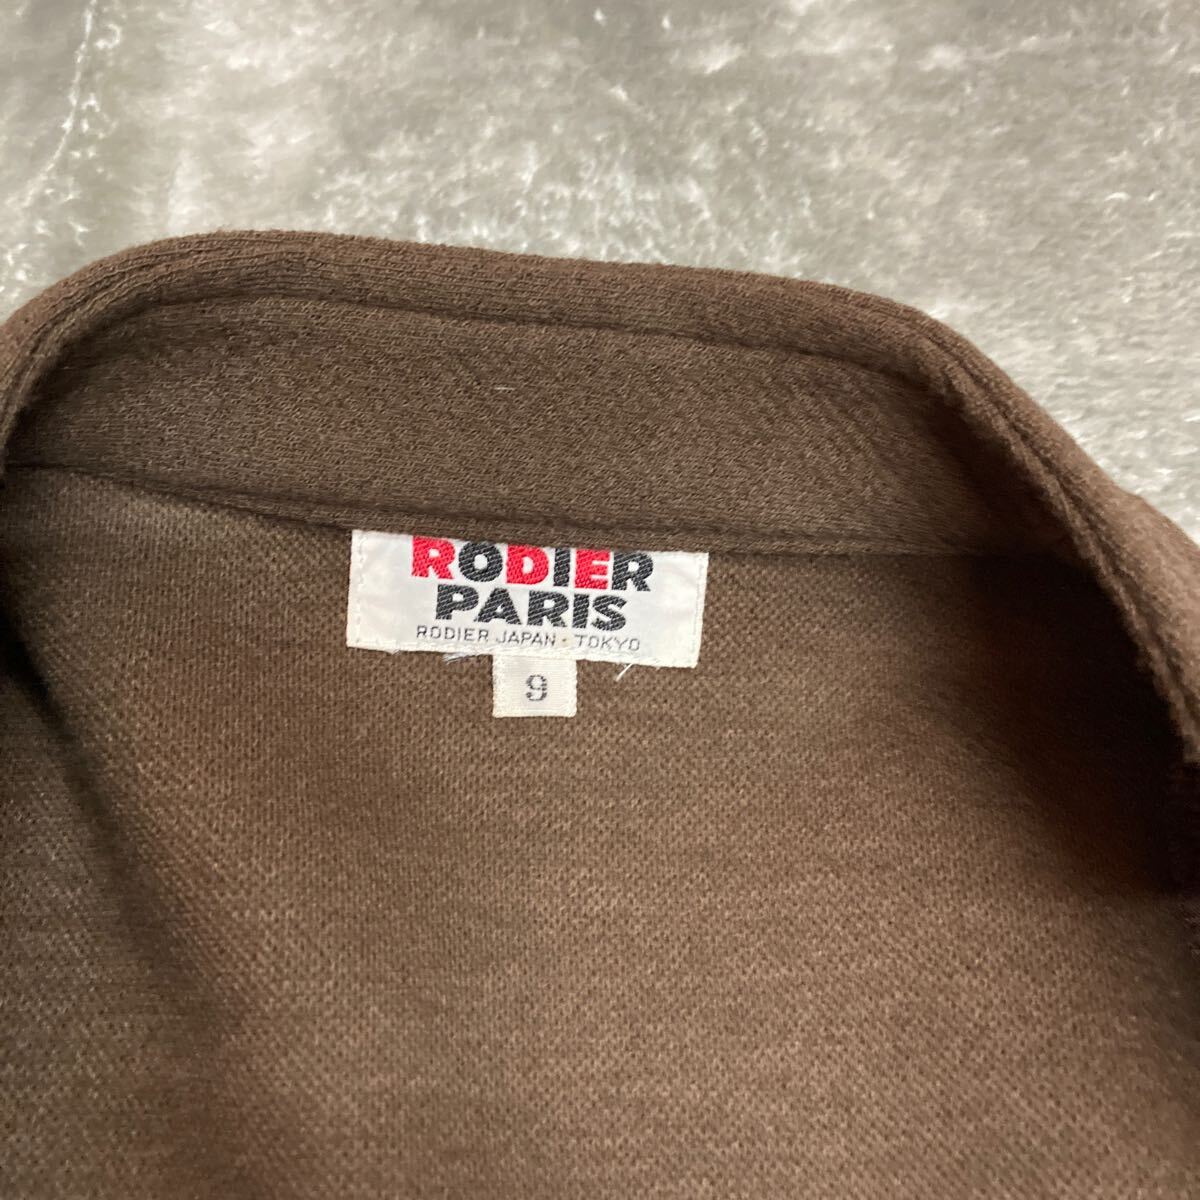 RODIER
PARIS
RODIER JAPAN · TOKYO
9